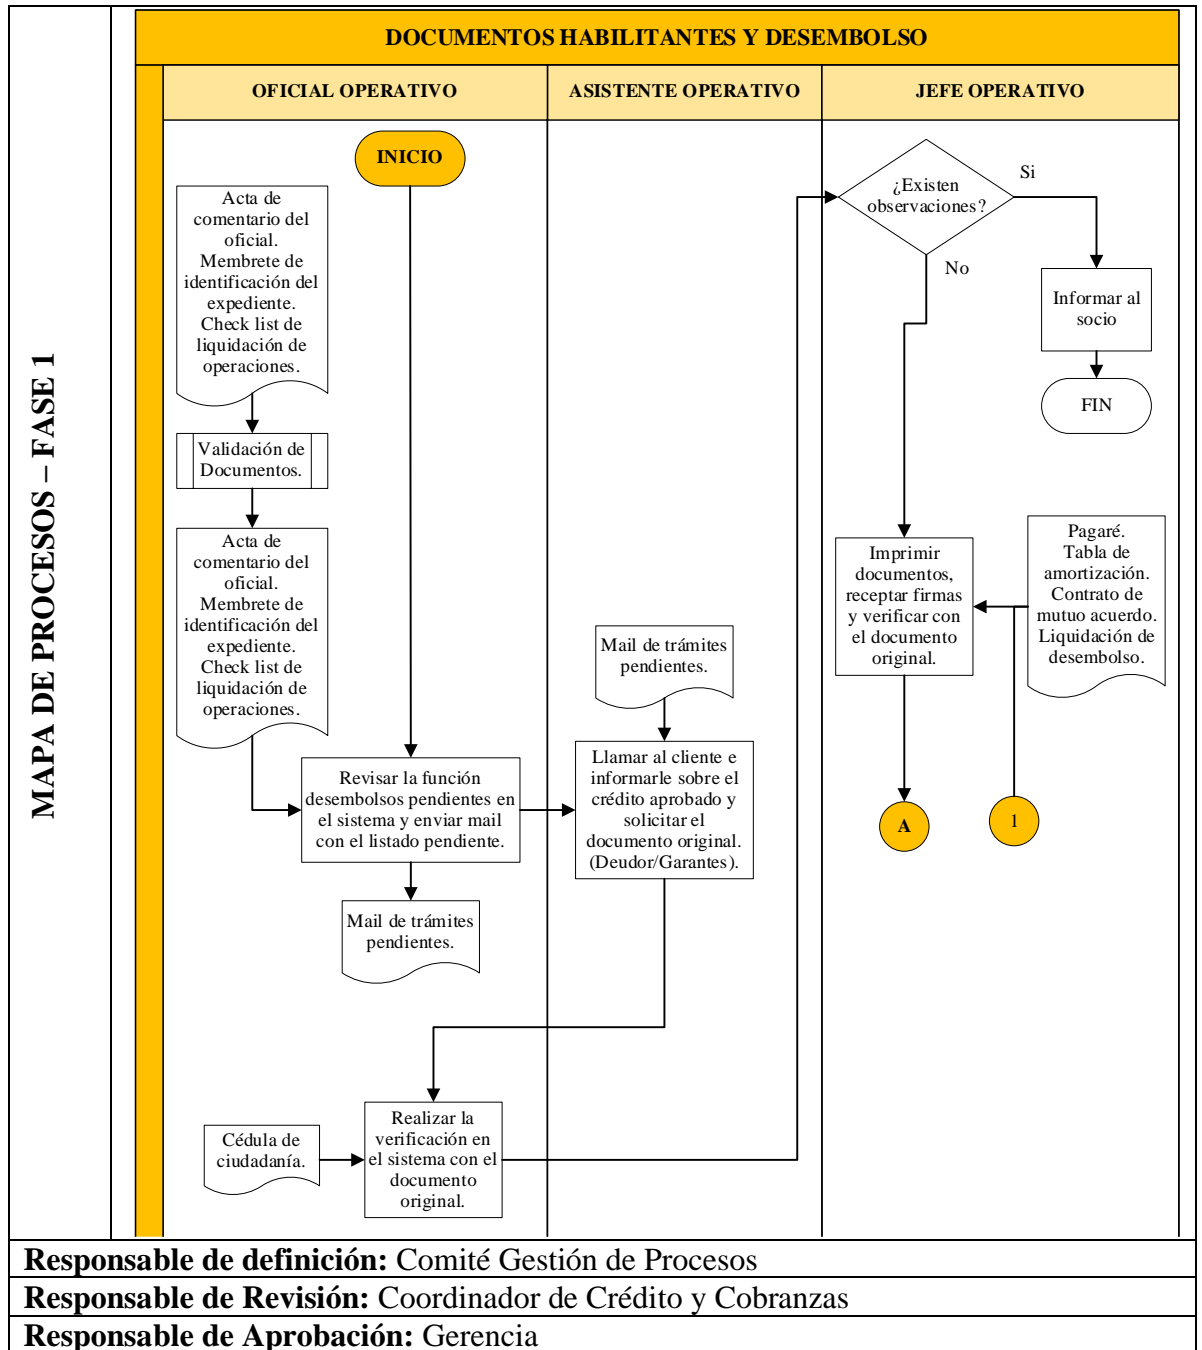 MAPA DE PROCESOS – FASE 1
DOCUMENTOS HABILITANTES Y DESEMBOLSO
OFICIAL OPERATIVO
ASISTENTE OPERATIVO
JEFE OPERATIVO
INICIO
Acta de
comentario del
oficial.
Membrete de
identificación del
expediente.
Check list de
liquidación de
operaciones.
Validación de
Documentos.
Acta de
comentario del
oficial.
Membrete de
identificación del
expediente.
Check list de
liquidación de
operaciones.
Revisar la función
desembolsos pendientes en
el sistema y enviar mail
con el listado pendiente.
Mail de trámites
pendientes.
Cédula de
ciudadanía.
Realizar la
verificación en
el sistema con el
documento
original.
Mail de trámites
pendientes.
Llamar al cliente e
informarle sobre el
crédito aprobado y
solicitar el
documento original.
(Deudor/Garantes).
¿Existen
observaciones?
Si
No
Informar al
socio
FIN
Imprimir
documentos,
receptar firmas
y verificar con
el documento
original.
Pagaré.
Tabla de
amortización.
Contrato de
mutuo acuerdo.
Liquidación de
desembolso.
A
1
Responsable de definición: Comité Gestión de Procesos
Responsable de Revisión: Coordinador de Crédito y Cobranzas
Responsable de Aprobación: Gerencia